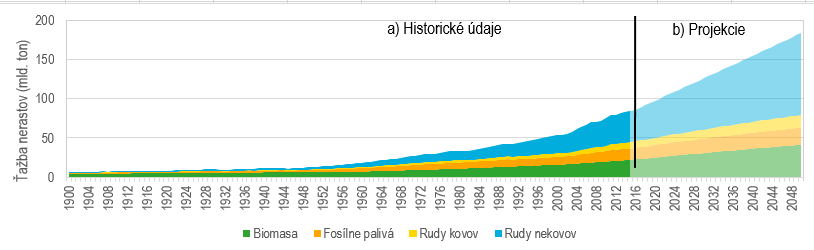 a) Historické údaje
b) Projekcie
Ťažba nerastov (mld. ton)
200
150
100
50
0
1900 1904 1908 1912 1916 1920 1924 1928 1932 1936 1940 1944 1948 1952 1956 1960 1964 1968 1972 1976 1980 1984 1988 1992 1996 2000 2004 2008 2012 2016 2020 2024 2028 2032 2036 2040 2044 2048
Biomasa Fosílne palivá Rudy kovov Rudy nekovov